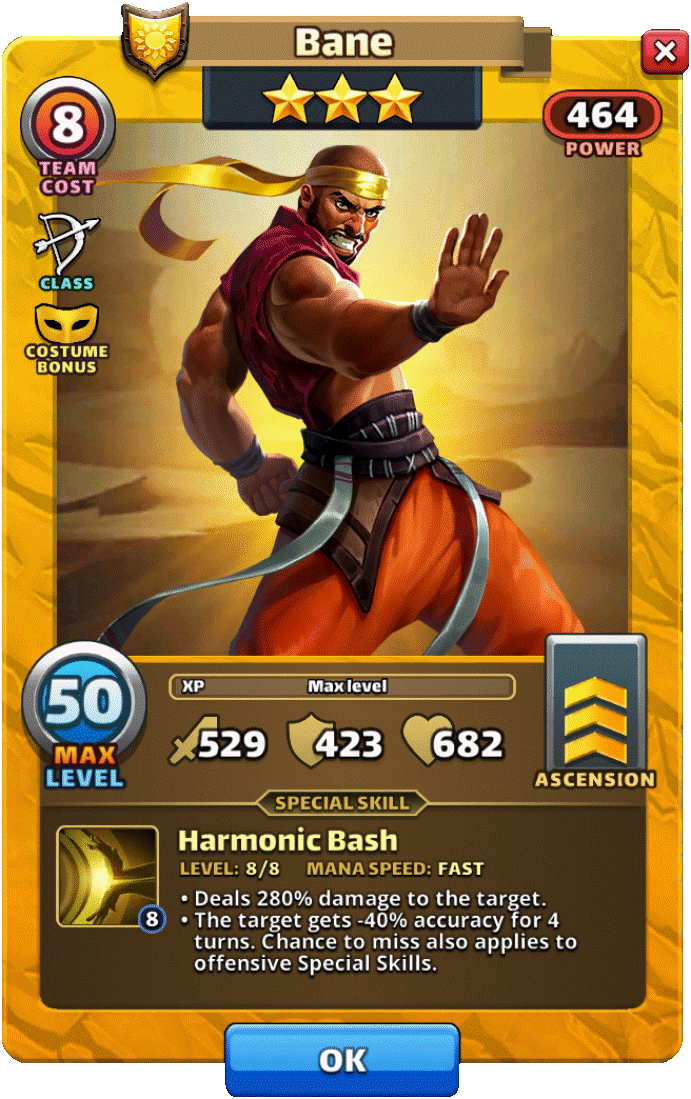 Bane
8
TEAM
COST
464
POWER
CLASS
COSTUME
BONUS
50
MAX
LEVEL
XP Max level
529 423 682
ASCENSION
SPECIAL SKILL
Harmonic Bash
LEVEL: 8/8 MANA SPEED: FAST
8
• Deals 280% damage to the target.
• The target gets -40% accuracy for 4
turns. Chance to miss also applies to
offensive Special Skills.
OK